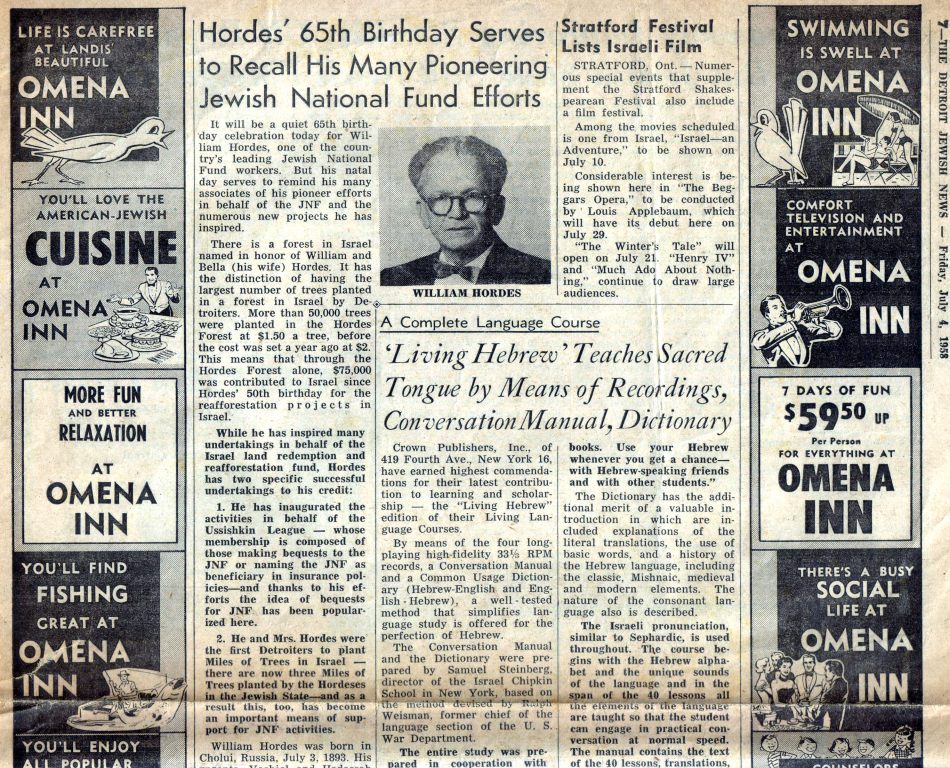 LIFE IS CAREFREE
AT LANDIS'
BEAUTIFUL
OMENA
INN
YOU'LL LOVE THE
AMERICAN-JEWISH
CUISINE
AT
OMENA
INN
MORE FUN
AND BETTER
RELAXATION
AT
OMENA
INN
YOU'LL FIND
FISHING
GREAT AT
OMENA
INN
YOU'LL ENJOY
ALL POPULAR
Hordes' 65th Birthday Serves
to Recall His Many Pioneering
Jewish National Fund Efforts
It will be a quiet 65th birth-
day celebration today for Wil-
liam Hordes, one of the coun-
try's leading Jewish National
Fund workers. But his natal
day serves to remind his many
associates of his pioneer efforts
in behalf of the JNF and the
numerous new projects he has
inspired.
There is a forest in Israel
named in honor of William and
Bella (his wife) Hordes. It has
the distinction of having the
largest number of trees planted
in a forest in Israel by De-
troiters. More than 50,000 trees
were planted in the Hordes
Forest at $1.50 a tree, before
the cost was set a year ago at $2.
This means that through the
Hordes Forest alone, $75,000
was contributed to Israel since
Hordes' 50th birthday for the
reafforestation projects in
Israel.
While he has inspired many
undertakings in behalf of the
Israel land redemption and
reafforestation fund, Hordes
has two specific successful
undertakings to his credit:
1. He has inaugurated the
activities in behalf of the
Ussishkin League — whose
membership is composed of
those making bequests to the
JNF or naming the JNF as
beneficiary in insurance pol-
icies—and thanks to his ef-
forts the idea of bequests
for JNF has been popular-
ized here.
2. He and Mrs. Hordes were
the first Detroiters to plant
Miles of Trees in Israel —
there are now three Miles of
Trees planted by the Hordeses
in the Jewish State—and as a
result this, too, has become
an important means of sup-
port for JNF activities.
William Hordes was born in
Cholui, Russia, July 3, 1893. His
WILLIAM HORDES
Stratford Festival
Lists Israeli Film
STRATFORD, Ont. — Numer-
ous special events that supple-
ment the Stratford Shakes-
pearean Festival also include
a film festival.
Among the movies scheduled
is one from Israel, "Israel—an
Adventure," to be shown on
July 10.
Considerable interest is be-
ing shown here in "The Beg-
gars Opera," to be conducted
by Louis Applebaum, which
will have its debut here on
July 29.
"The Winter's Tale" will
open on July 21. "Henry IV"
and "Much Ado About Noth-
ing," continue to draw large
audiences.
A Complete Language Course
'Living Hebrew' Teaches Sacred
Tongue by Means of Recordings,
Conversation Manual, Dictionary
Crown Publishers, Inc., of
419 Fourth Ave., New York 16,
have earned highest commenda-
tions for their latest contribu-
tion to learning and scholar-
ship — the "Living Hebrew"
edition of their Living Lan-
guage Courses.
By means of the four long-
playing high-fidelity 33⅓ RPM
records, a Conversation Manual
and a Common Usage Diction-
ary (Hebrew-English and Eng-
lish-Hebrew), a well-tested
method that simplifies lan-
guage study is offered for the
perfection of Hebrew.
The Conversation Manual
and the Dictionary were pre-
pared by Samuel Steinberg,
director of the Israel Chipkin
School in New York, based on
the method devised by Ralph
Weisman, former chief of the
language section of the U. S.
War Department.
The entire study was pre-
pared in cooperation with
books. Use your Hebrew
whenever you get a chance—
with Hebrew-speaking friends
and with other students."
The Dictionary has the addi-
tional merit of a valuable in-
troduction in which are in-
cluded explanations of the
literal translations, the use of
basic words, and a history of
the Hebrew language, including
the classic, Mishnaic, medieval
and modern elements. The
nature of the consonant lan-
guage also is described.
The Israeli pronunciation,
similar to Sephardic, is used
throughout. The course be-
gins with the Hebrew alpha-
bet and the unique sounds
of the language and in the
span of the 40 lessons all
the elements of the language
are taught so that the student
can engage in practical con-
versation at normal speed.
The manual contains the text
of the 40 lessons, translations,
SWIMMING
IS SWELL AT
OMENA
INN
COMFORT
TELEVISION AND
ENTERTAINMENT
AT
OMENA
INN
7 DAYS OF FUN
$59.50 UP
Per Person
FOR EVERYTHING AT
OMENA
INN
THERE'S A BUSY
SOCIAL
LIFE AT
OMENA
INN
THE DETROIT JEWISH NEWS — Friday, July 4, 1958